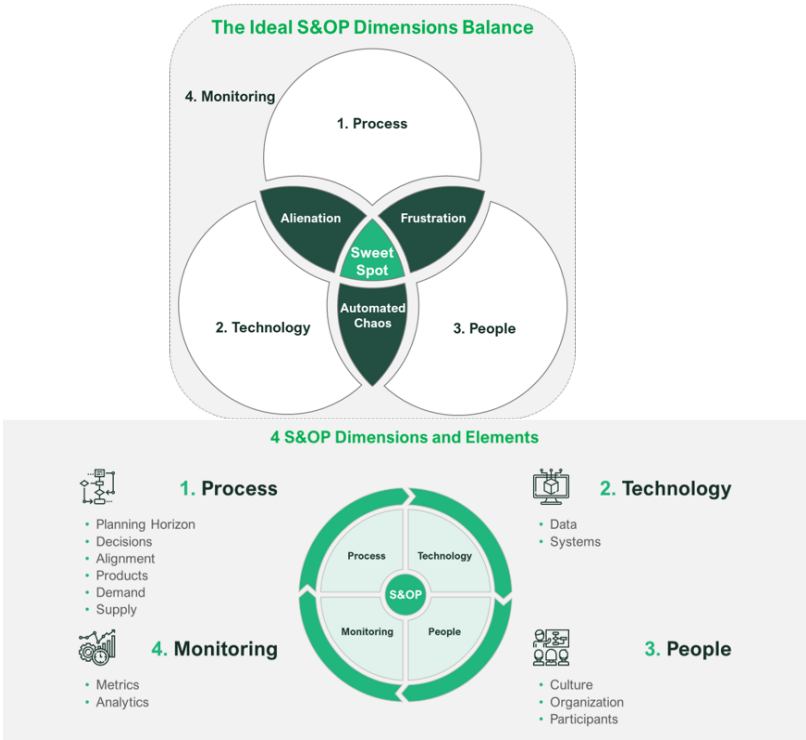 The Ideal S&OP Dimensions Balance
4. Monitoring
1. Process
Alienation
Frustration
Sweet
Spot
Automated
Chaos
2. Technology
3. People
4 S&OP Dimensions and Elements
1. Process
• Planning Horizon
• Decisions
• Alignment
• Products
• Demand
• Supply
2. Technology
• Data
• Systems
Process
Technology
S&OP
Monitoring
People
4. Monitoring
• Metrics
• Analytics
3. People
• Culture
• Organization
• Participants